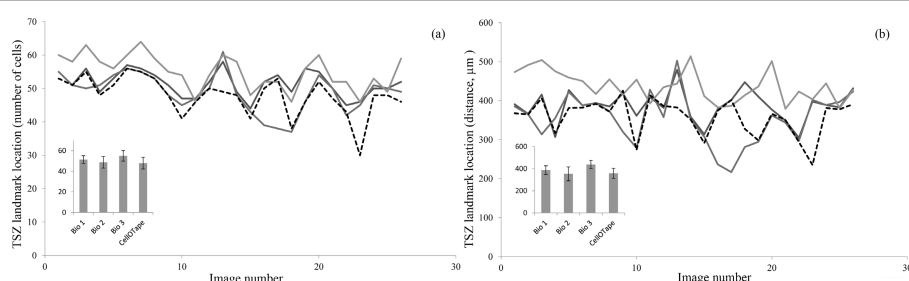 (a)
TSZ landmark location (number of cells)
70
60
50
40
30
20
10
0
60
40
20
0
Bio 1
Bio 2
Bio 3
CellOTape
0
10
20
30
Image number
(b)
TSZ landmark location (distance, μm )
600
500
400
300
200
100
0
600
400
200
0
Bio 1
Bio 2
Bio 3
CellOTape
0
10
20
30
Image number